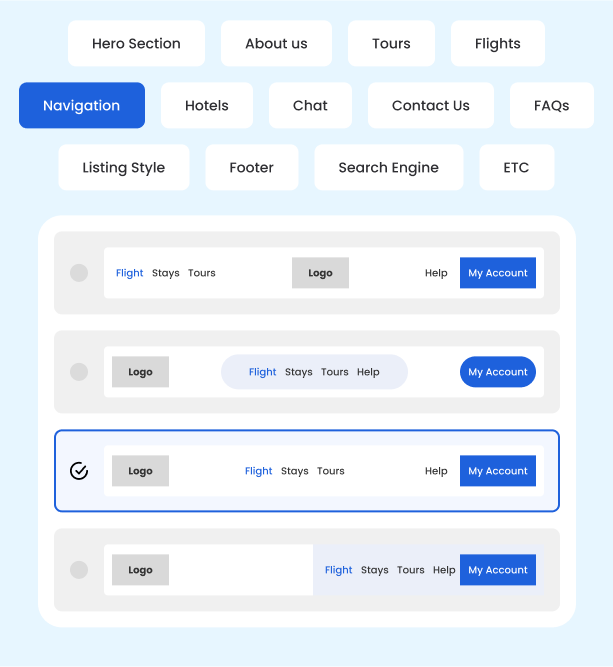 Hero Section About us Tours Flights
Navigation Hotels Chat Contact Us FAQs
Listing Style Footer Search Engine ETC
Flight Stays Tours Logo Help My Account
Logo Flight Stays Tours Help My Account
Logo Flight Stays Tours Help My Account
Logo Flight Stays Tours Help My Account